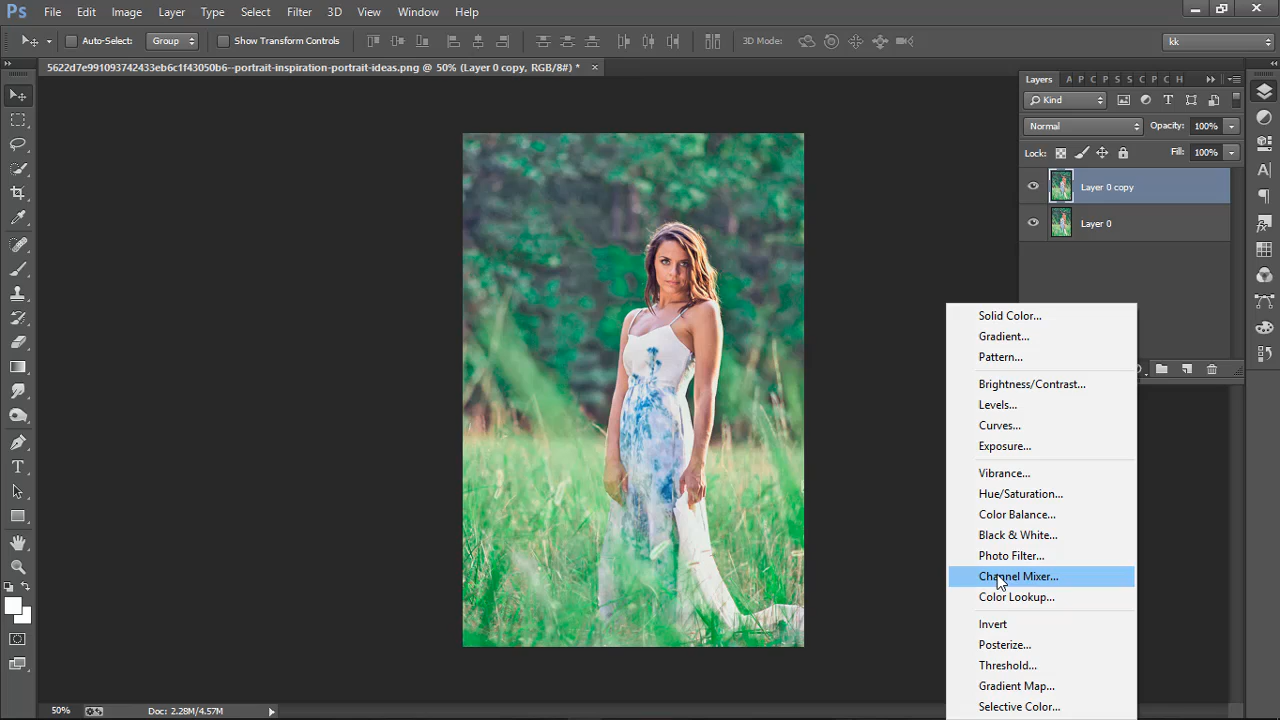 Ps File Edit Image Layer Type Select Filter 3D View Window Help
Auto-Select: Group Show Transform Controls 3D Mode: kk
5622d7e991093742433eb6c1f43050b6--portrait-inspiration-portrait-ideas.png @ 50% (Layer 0 copy, RGB/8#) *
Layers A P C P S S C P C H
Kind
Normal Opacity: 100%
Lock: Fill: 100%
Layer 0 copy
Layer 0
Solid Color...
Gradient...
Pattern...
Brightness/Contrast...
Levels...
Curves...
Exposure...
Vibrance...
Hue/Saturation...
Color Balance...
Black & White...
Photo Filter...
Channel Mixer...
Color Lookup...
Invert
Posterize...
Threshold...
Gradient Map...
Selective Color...
50% Doc: 2.28M/4.57M